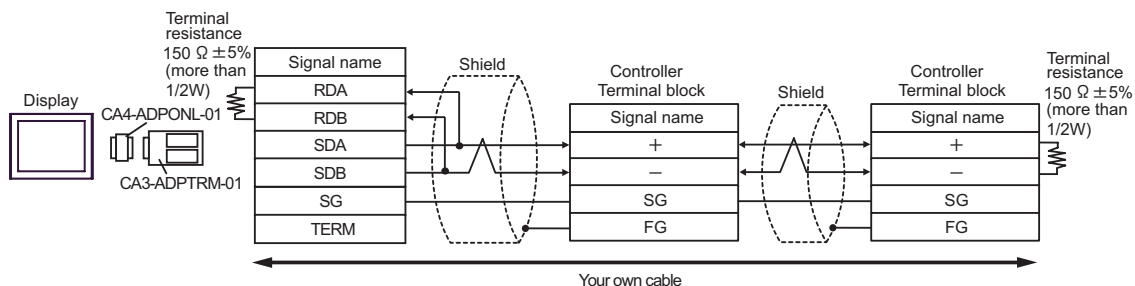 Terminal
resistance
150 Ω ±5%
(more than
1/2W)
Display
CA4-ADPONL-01
CA3-ADPTRM-01
Signal name
RDA
RDB
SDA
SDB
SG
TERM
Shield
Controller
Terminal block
Signal name
+
−
SG
FG
Shield
Controller
Terminal block
Signal name
+
−
SG
FG
Terminal
resistance
150 Ω ±5%
(more than
1/2W)
Your own cable